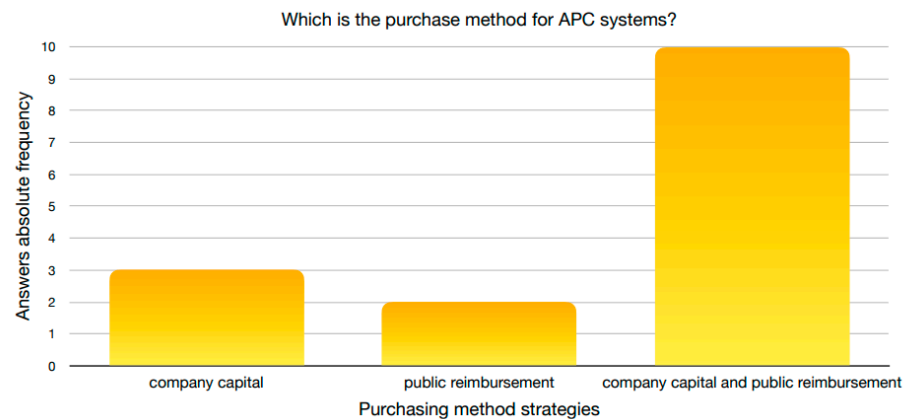 Which is the purchase method for APC systems?
Answers absolute frequency
10
9
8
7
6
5
4
3
2
1
0
company capital
public reimbursement
company capital and public reimbursement
Purchasing method strategies